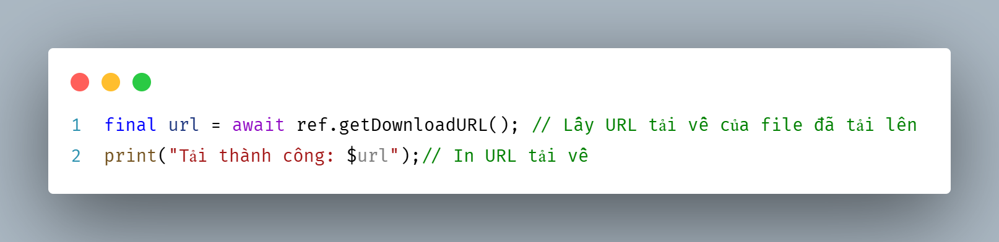 1 final url = await ref.getDownloadURL(); // Lấy URL tải về của file đã tải lên
2 print("Tải thành công: $url");// In URL tải về